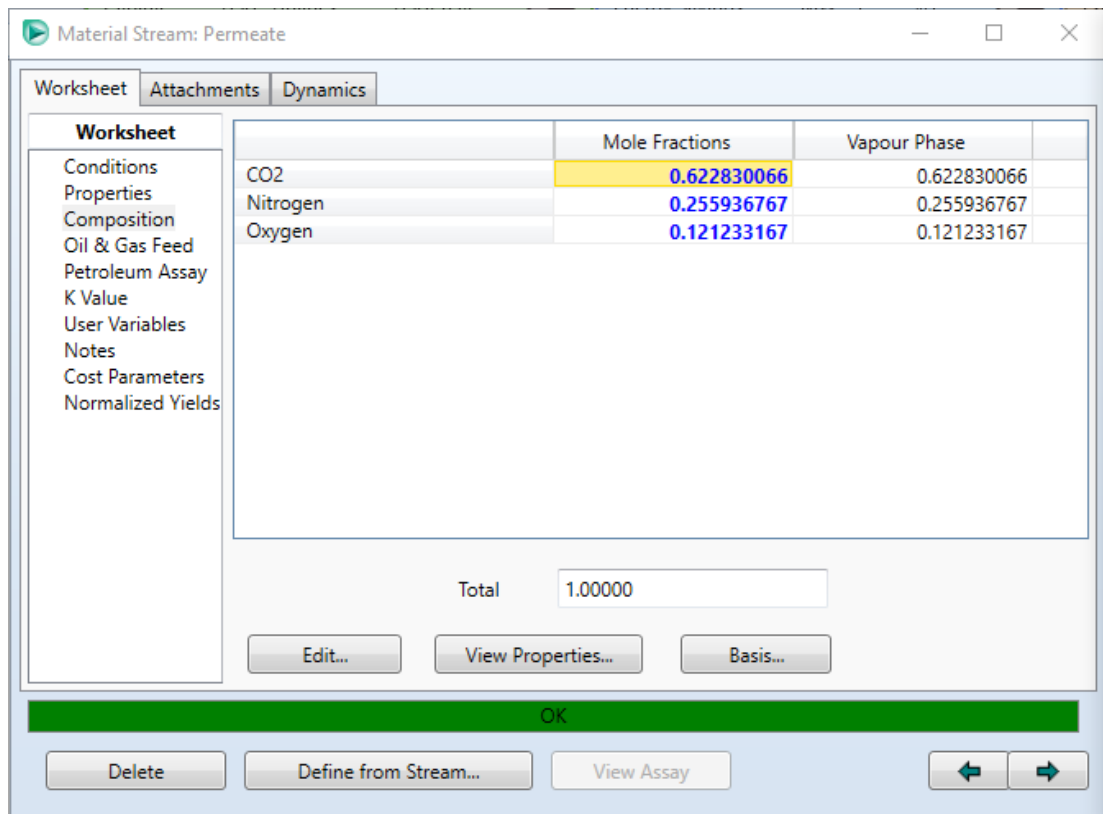 Material Stream: Permeate
Worksheet Attachments Dynamics
Worksheet
Conditions
Properties
Composition
Oil & Gas Feed
Petroleum Assay
K Value
User Variables
Notes
Cost Parameters
Normalized Yields
Mole Fractions Vapour Phase
CO2 0.622830066 0.622830066
Nitrogen 0.255936767 0.255936767
Oxygen 0.121233167 0.121233167
Total 1.00000
Edit... View Properties... Basis...
OK
Delete Define from Stream... View Assay